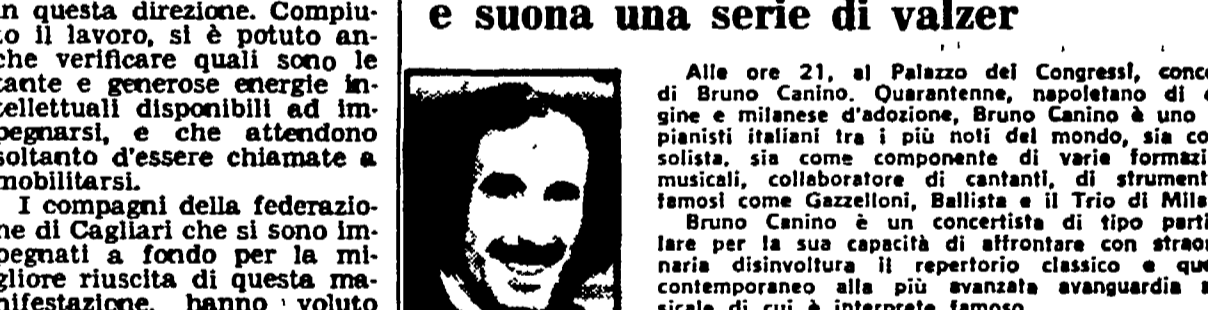 in questa direzione. Compiu-
to il lavoro, si è potuto an-
che verificare quali sono le
tante e generose energie in-
tellettuali disponibili ad im-
pegnarsi, e che attendono
soltanto d'essere chiamate a
mobilitarsi.
I compagni della federazio-
ne di Cagliari che si sono im-
pegnati a fondo per la mi-
gliore riuscita di questa ma-
nifestazione, hanno voluto
e suona una serie di valzer
Alle ore 21, al Palazzo dei Congressi, conce
di Bruno Canino. Quarantenne, napoletano di
gine e milanese d'adozione, Bruno Canino è uno
pianisti italiani tra i più noti del mondo, sia co
solista, sia come componente di varie formazi
musicali, collaboratore di cantanti, di strument
famosi come Gazzelloni, Ballista e il Trio di Mila
Bruno Canino è un concertista di tipo parti
lare per la sua capacità di affrontare con straor
naria disinvoltura il repertorio classico e que
contemporaneo alla più avanzata avanguardia
sicale di cui è interprete famoso.